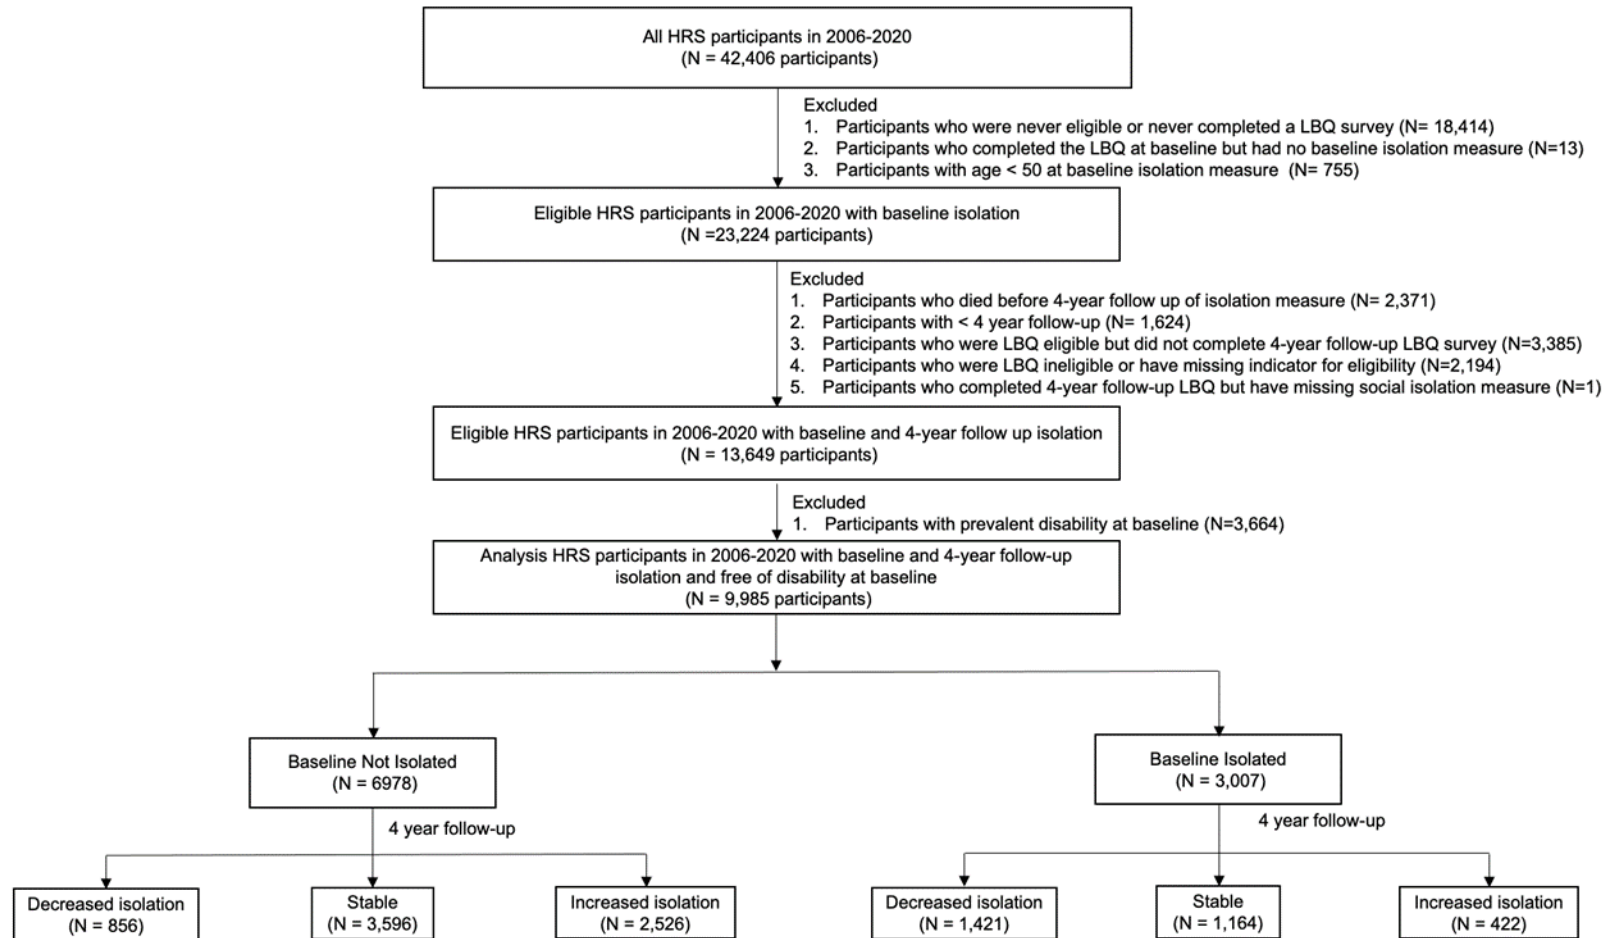 All HRS participants in 2006-2020
(N = 42,406 participants)
Excluded
1. Participants who were never eligible or never completed a LBQ survey (N= 18,414)
2. Participants who completed the LBQ at baseline but had no baseline isolation measure (N=13)
3. Participants with age < 50 at baseline isolation measure (N= 755)
Eligible HRS participants in 2006-2020 with baseline isolation
(N =23,224 participants)
Excluded
1. Participants who died before 4-year follow up of isolation measure (N= 2,371)
2. Participants with < 4 year follow-up (N= 1,624)
3. Participants who were LBQ eligible but did not complete 4-year follow-up LBQ survey (N=3,385)
4. Participants who were LBQ ineligible or have missing indicator for eligibility (N=2,194)
5. Participants who completed 4-year follow-up LBQ but have missing social isolation measure (N=1)
Eligible HRS participants in 2006-2020 with baseline and 4-year follow up isolation
(N = 13,649 participants)
Excluded
1. Participants with prevalent disability at baseline (N=3,664)
Analysis HRS participants in 2006-2020 with baseline and 4-year follow-up
isolation and free of disability at baseline
(N = 9,985 participants)
Baseline Not Isolated
(N = 6978)
4 year follow-up
Decreased isolation
(N = 856)
Stable
(N = 3,596)
Increased isolation
(N = 2,526)
Baseline Isolated
(N = 3,007)
4 year follow-up
Decreased isolation
(N = 1,421)
Stable
(N = 1,164)
Increased isolation
(N = 422)